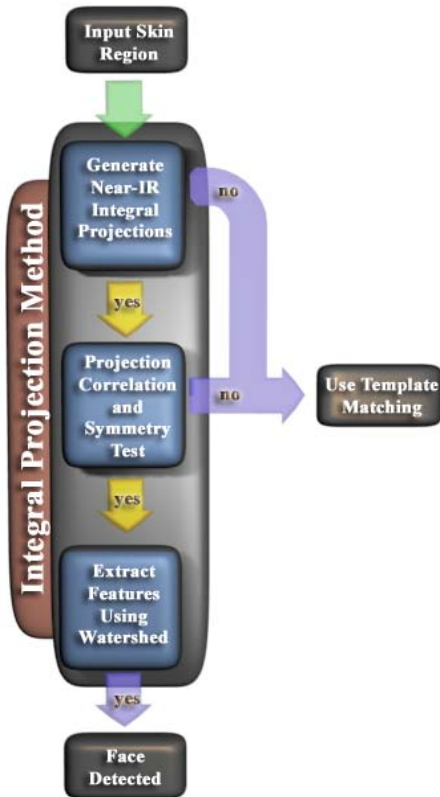 Input Skin
Region
Generate
Near-IR
Integral
Projections
no
yes
Integral Projection Method
Projection
Correlation
and
Symmetry
Test
no
Use Template
Matching
yes
Extract
Features
Using
Watershed
yes
Face
Detected